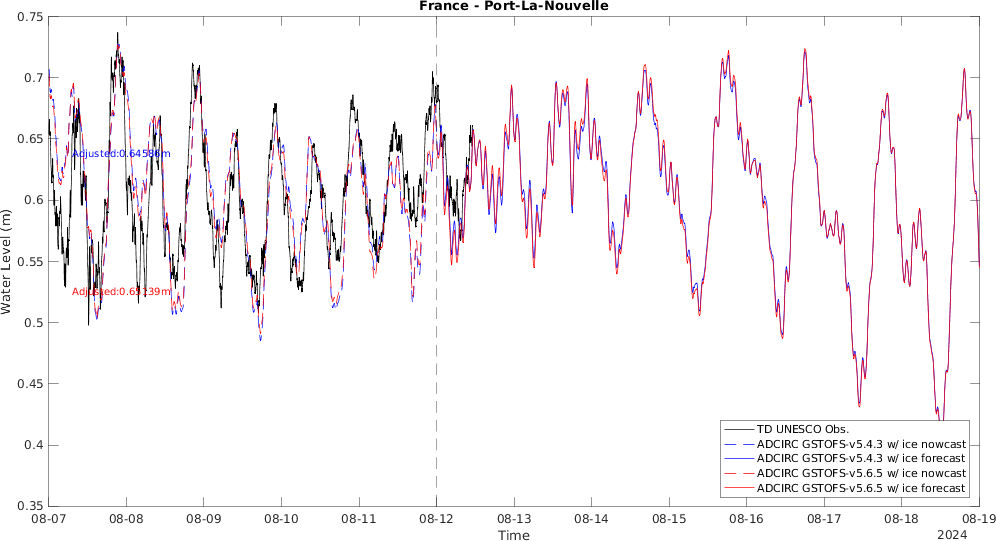 France - Port-La-Nouvelle
Water Level (m)
0.75
0.7
0.65
0.6
0.55
0.5
0.45
0.4
0.35
Adjusted:0.64586m
Adjusted:0.65239m
TD UNESCO Obs.
ADCIRC GSTOFS-v5.4.3 w/ ice nowcast
ADCIRC GSTOFS-v5.4.3 w/ ice forecast
ADCIRC GSTOFS-v5.6.5 w/ ice nowcast
ADCIRC GSTOFS-v5.6.5 w/ ice forecast
08-07 08-08 08-09 08-10 08-11 08-12 08-13 08-14 08-15 08-16 08-17 08-18 08-19
Time
2024